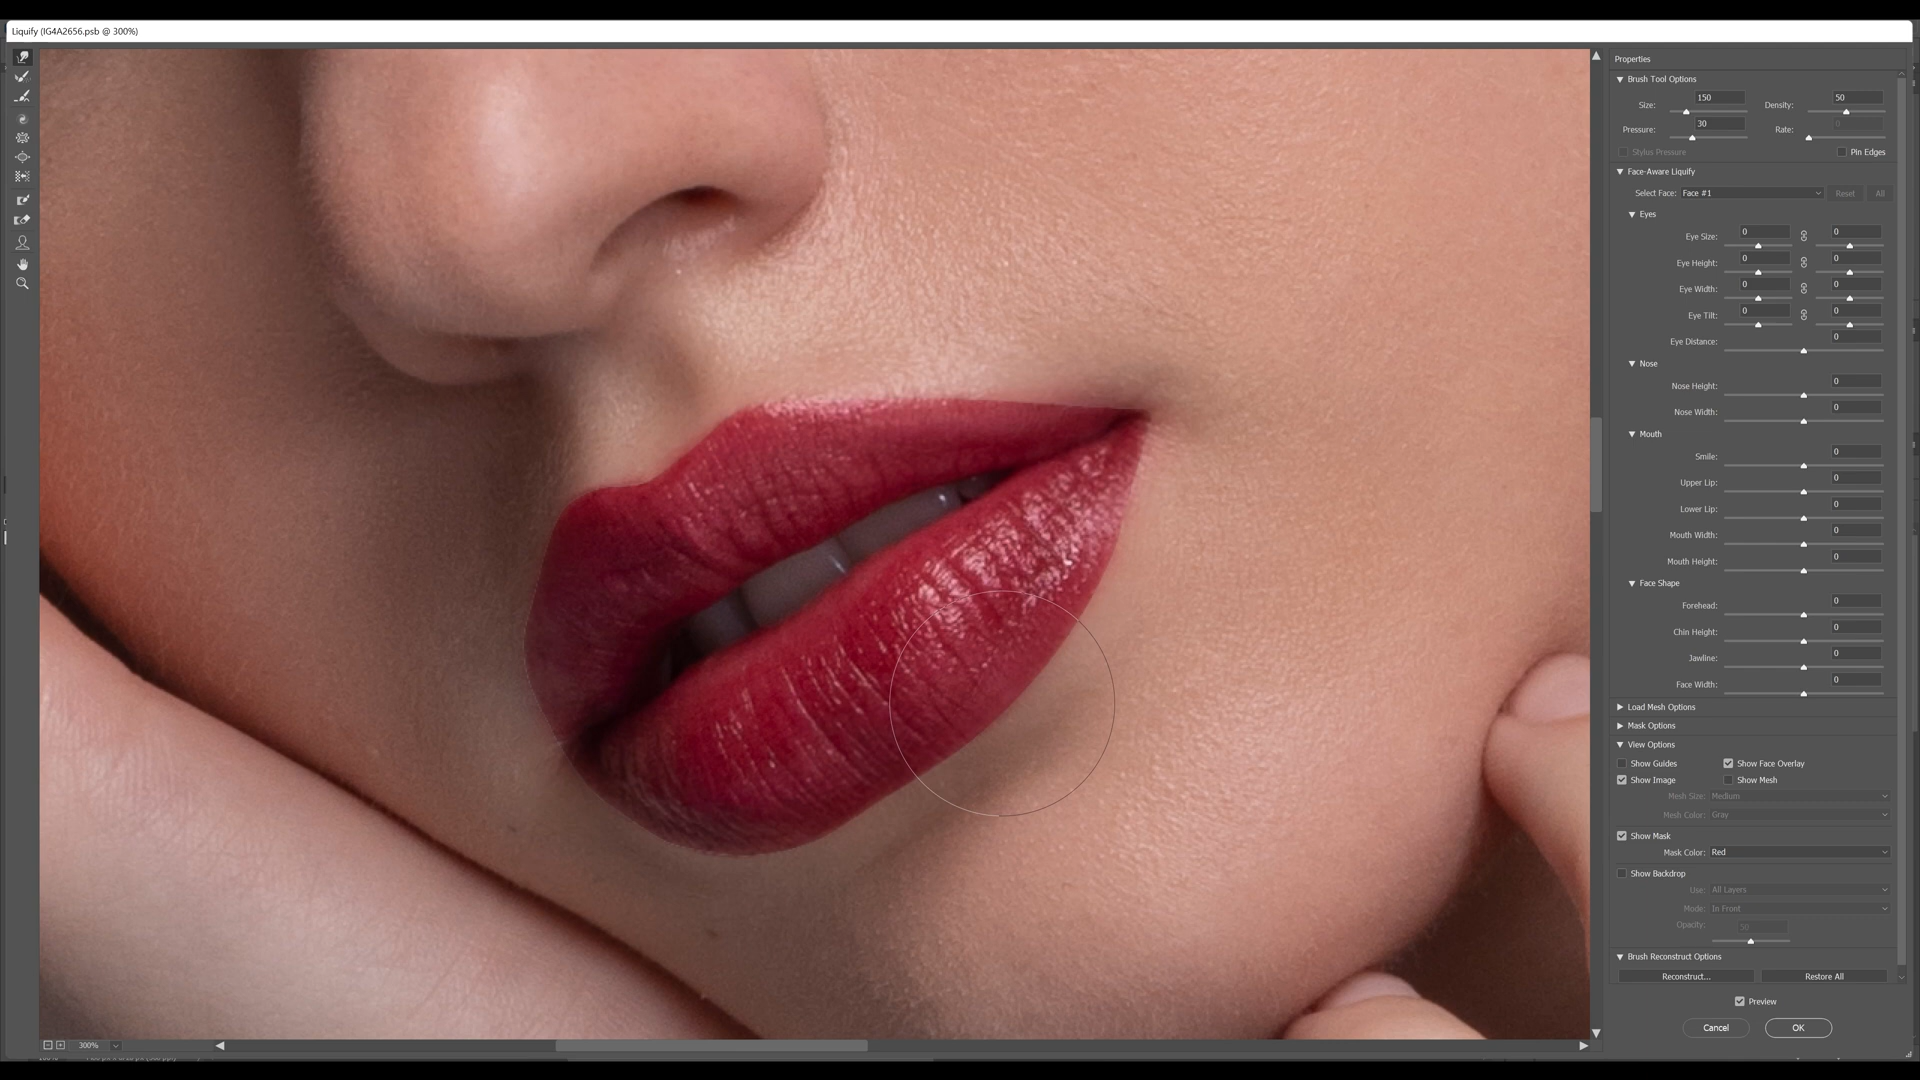 Liquify (IG4A2656.psb @ 300%)
Properties
Brush Tool Options
Size: 150 Density: 50
Pressure: 30 Rate: 0
Stylus Pressure Pin Edges
Face-Aware Liquify
Select Face: Face #1 Reset All
Eyes
Eye Size: 0 0
Eye Height: 0 0
Eye Width: 0 0
Eye Tilt: 0 0
Eye Distance: 0
Nose
Nose Height: 0
Nose Width: 0
Mouth
Smile: 0
Upper Lip: 0
Lower Lip: 0
Mouth Width: 0
Mouth Height: 0
Face Shape
Forehead: 0
Chin Height: 0
Jawline: 0
Face Width: 0
Load Mesh Options
Mask Options
View Options
Show Guides Show Face Overlay
Show Image Show Mesh
Mesh Size: Medium
Mesh Color: Gray
Show Mask
Mask Color: Red
Show Backdrop
Use: All Layers
Mode: In Front
Opacity: 50
Brush Reconstruct Options
Reconstruct... Restore All
Preview
Cancel OK
300%